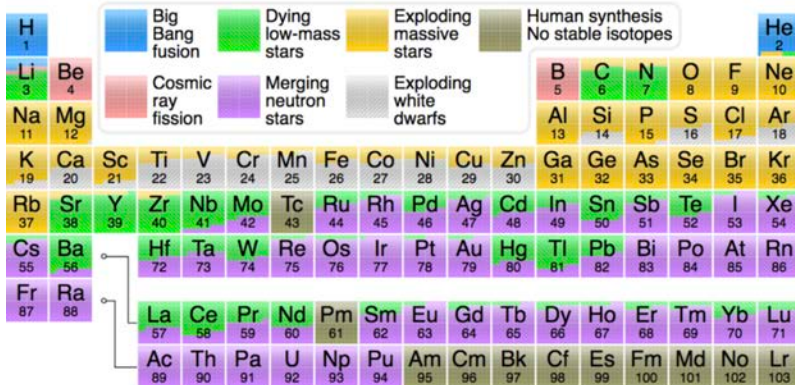 H Big Dying Exploding Human synthesis He
1 Bang low-mass massive No stable isotopes 2
fusion stars stars
Li Be B C N O F Ne
3 4 5 6 7 8 9 10
Cosmic Merging Exploding
ray neutron white
fission stars dwarfs
Na Mg Al Si P S Cl Ar
11 12 13 14 15 16 17 18
K Ca Sc Ti V Cr Mn Fe Co Ni Cu Zn Ga Ge As Se Br Kr
19 20 21 22 23 24 25 26 27 28 29 30 31 32 33 34 35 36
Rb Sr Y Zr Nb Mo Tc Ru Rh Pd Ag Cd In Sn Sb Te I Xe
37 38 39 40 41 42 43 44 45 46 47 48 49 50 51 52 53 54
Cs Ba Hf Ta W Re Os Ir Pt Au Hg Tl Pb Bi Po At Rn
55 56 72 73 74 75 76 77 78 79 80 81 82 83 84 85 86
Fr Ra
87 88
La Ce Pr Nd Pm Sm Eu Gd Tb Dy Ho Er Tm Yb Lu
57 58 59 60 61 62 63 64 65 66 67 68 69 70 71
Ac Th Pa U Np Pu Am Cm Bk Cf Es Fm Md No Lr
89 90 91 92 93 94 95 96 97 98 99 100 101 102 103